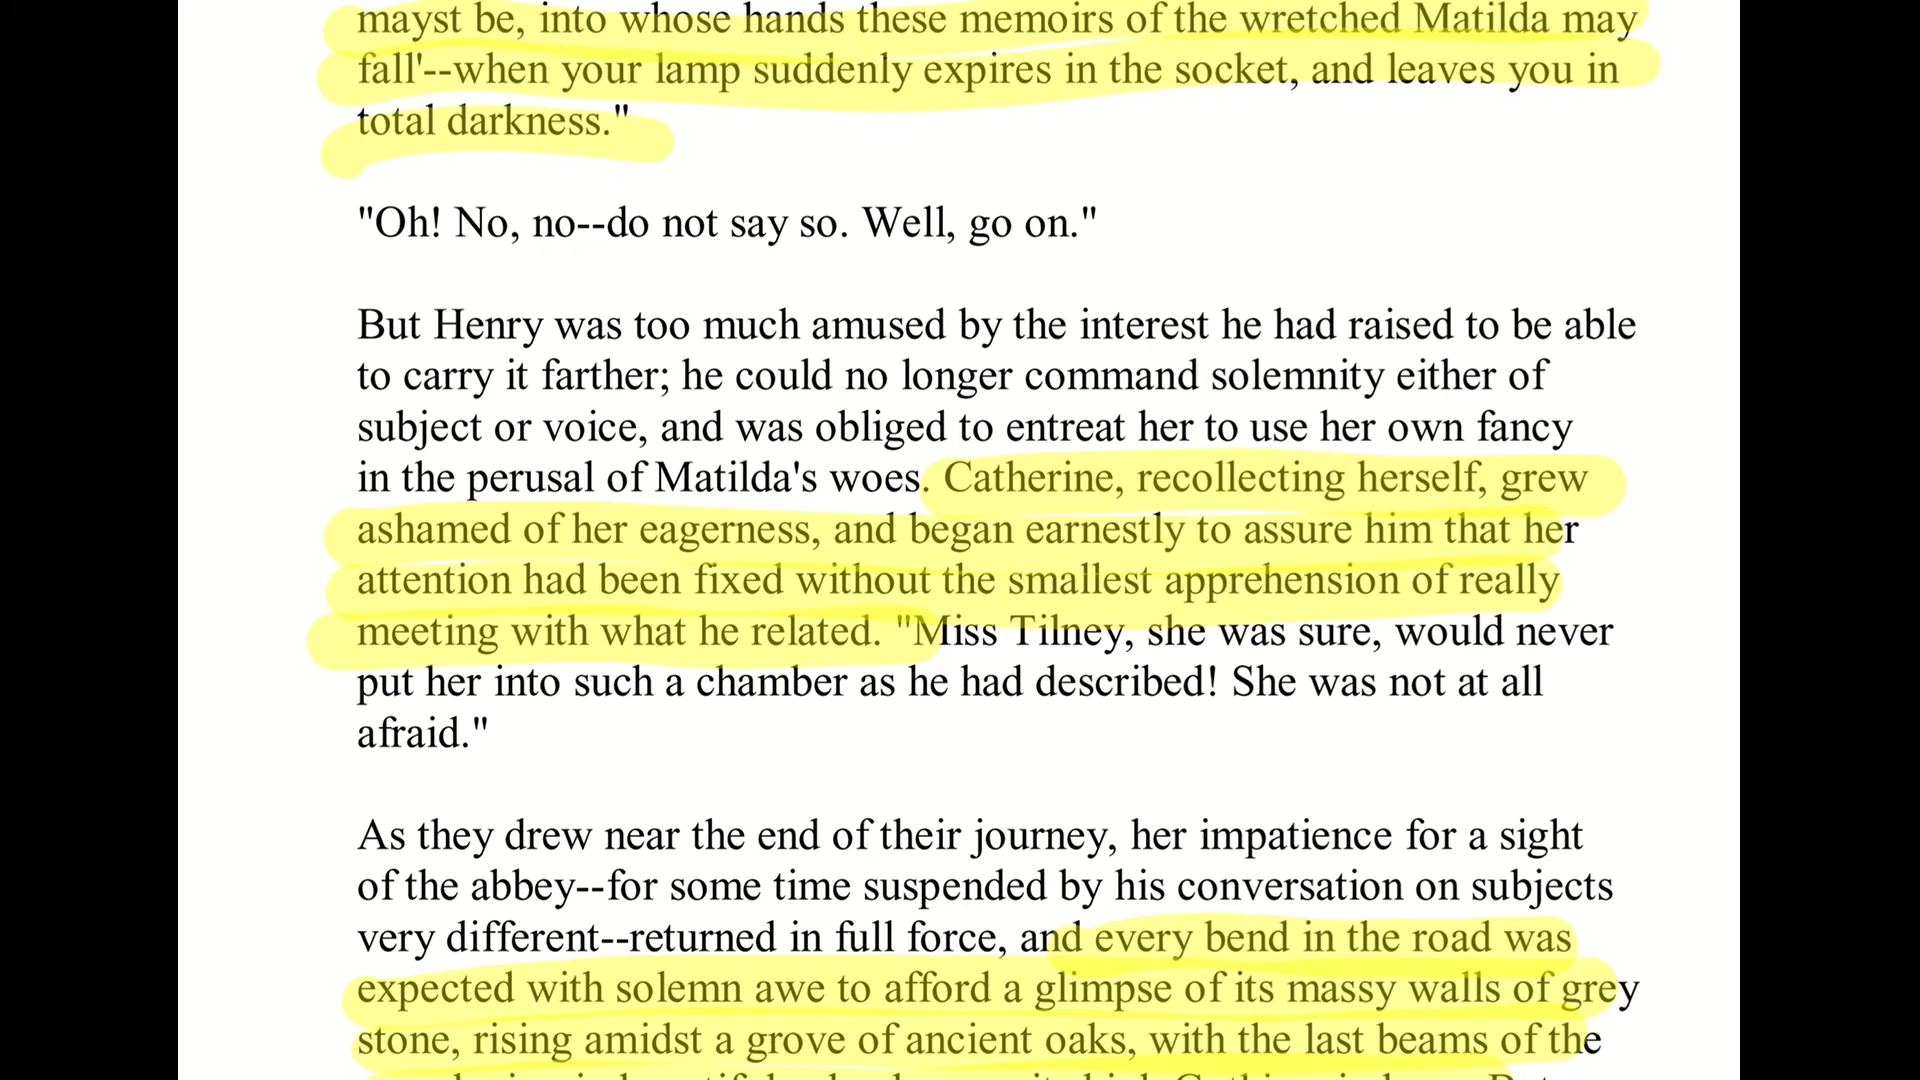 mayst be, into whose hands these memoirs of the wretched Matilda may
fall'--when your lamp suddenly expires in the socket, and leaves you in
total darkness."
"Oh! No, no--do not say so. Well, go on."
But Henry was too much amused by the interest he had raised to be able
to carry it farther; he could no longer command solemnity either of
subject or voice, and was obliged to entreat her to use her own fancy
in the perusal of Matilda's woes. Catherine, recollecting herself, grew
ashamed of her eagerness, and began earnestly to assure him that her
attention had been fixed without the smallest apprehension of really
meeting with what he related. "Miss Tilney, she was sure, would never
put her into such a chamber as he had described! She was not at all
afraid."
As they drew near the end of their journey, her impatience for a sight
of the abbey--for some time suspended by his conversation on subjects
very different--returned in full force, and every bend in the road was
expected with solemn awe to afford a glimpse of its massy walls of grey
stone, rising amidst a grove of ancient oaks, with the last beams of the